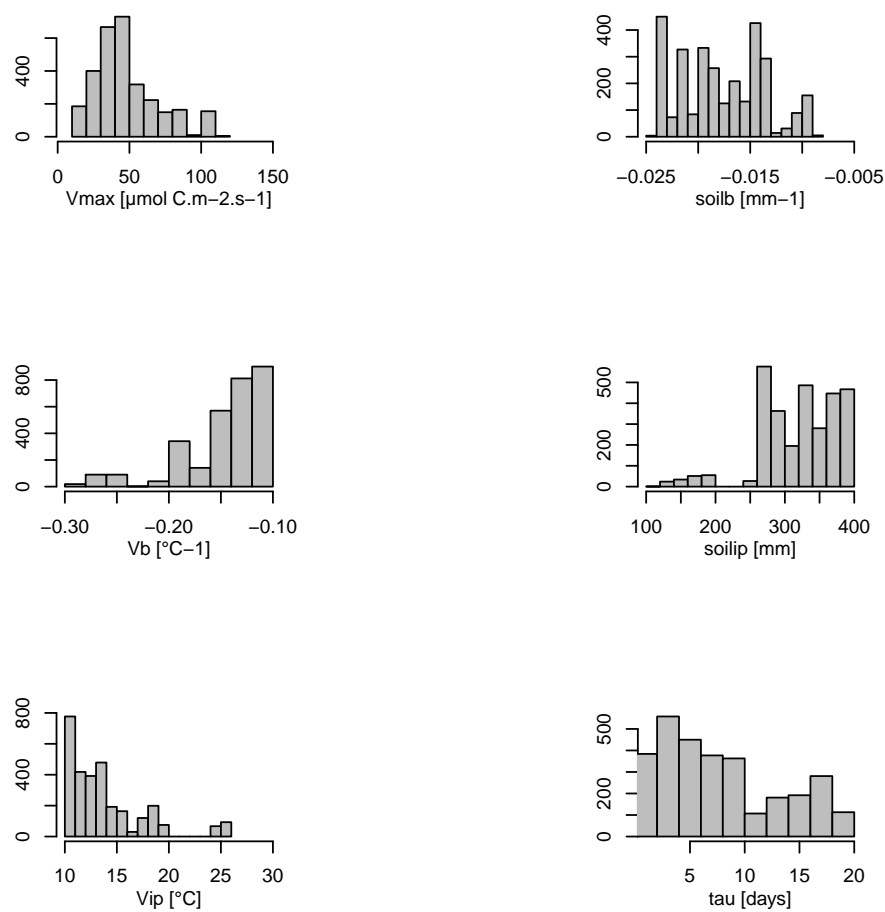 0 400
0 50 100 150
Vmax [µmol C.m−2.s−1]
0 200 400
−0.025 −0.015 −0.005
soilb [mm−1]
0 400 800
−0.30 −0.20 −0.10
Vb [°C−1]
0 200 500
100 200 300 400
soilip [mm]
0 400 800
10 15 20 30
Vip [°C]
0 200 500
5 10 15 20
tau [days]